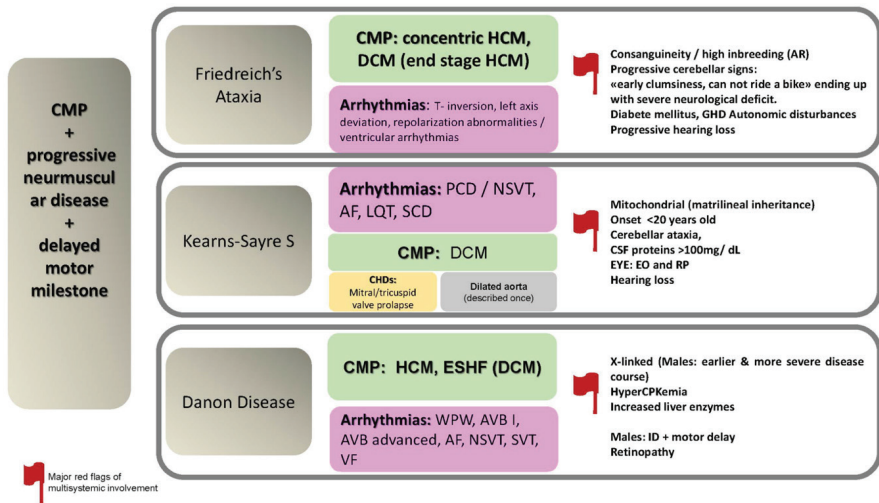 CMP
+
progressive
neurmuscul
ar disease
+
delayed
motor
milestone
Friedreich's
Ataxia
CMP: concentric HCM,
DCM (end stage HCM)
Arrhythmias: T- inversion, left axis
deviation, repolarization abnormalities /
ventricular arrhythmias
Consanguineity / high inbreeding (AR)
Progressive cerebellar signs:
«early clumsiness, can not ride a bike» ending up
with severe neurological deficit.
Diabete mellitus, GHD Autonomic disturbances
Progressive hearing loss
Kearns-Sayre S
Arrhythmias: PCD / NSVT,
AF, LQT, SCD
CMP: DCM
CHDs:
Mitral/tricuspid
valve prolapse
Dilated aorta
(described once)
Mitochondrial (matrilineal inheritance)
Onset <20 years old
Cerebellar ataxia,
CSF proteins >100mg/ dL
EYE: EO and RP
Hearing loss
Danon Disease
CMP: HCM, ESHF (DCM)
Arrhythmias: WPW, AVB I,
AVB advanced, AF, NSVT, SVT,
VF
X-linked (Males: earlier & more severe disease
course)
HyperCPKemia
Increased liver enzymes
Males: ID + motor delay
Retinopathy
Major red flags of
multisystemic involvement